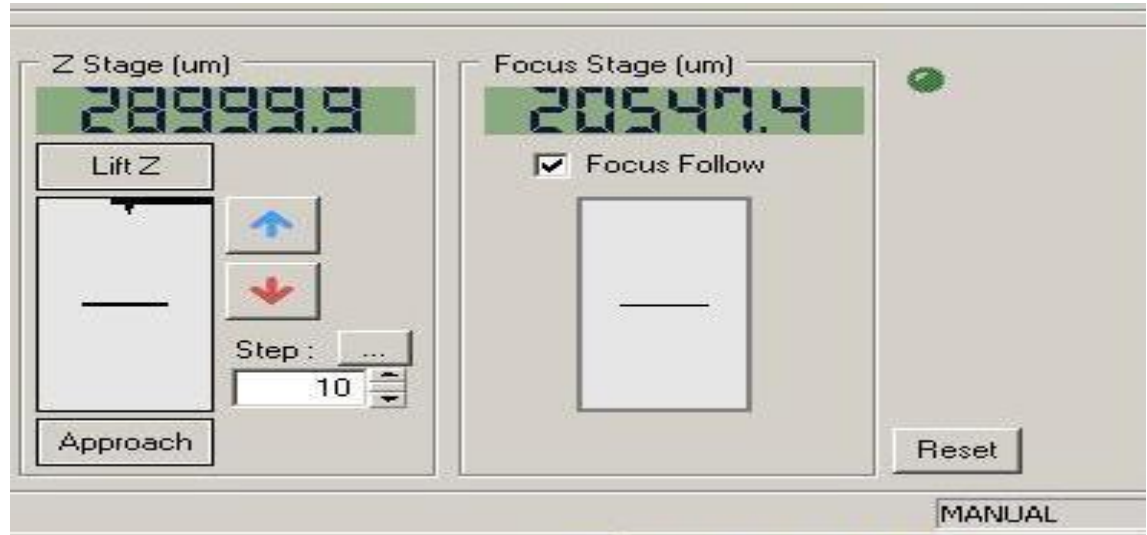 Z Stage (um)
28999.9
Lift Z
Step : ...
10
Approach
Focus Stage (um)
20547.4
Focus Follow
Reset
MANUAL